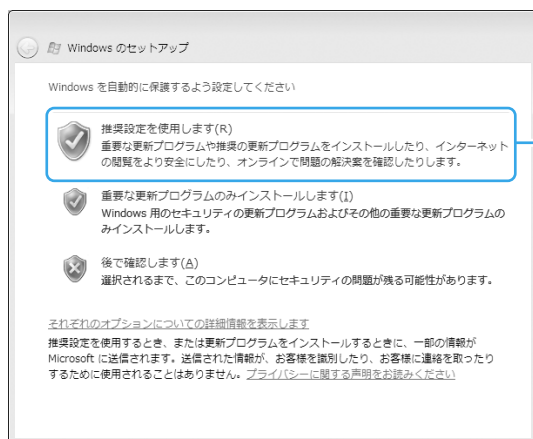 Windows のセットアップ
Windows を自動的に保護するよう設定してください
推奨設定を使用します(R)
重要な更新プログラムや推奨の更新プログラムをインストールしたり、インターネット
の閲覧をより安全にしたり、オンラインで問題の解決案を確認したりします。
重要な更新プログラムのみインストールします(I)
Windows 用のセキュリティの更新プログラムおよびその他の重要な更新プログラムの
みインストールします。
後で確認します(A)
選択されるまで、このコンピュータにセキュリティの問題が残る可能性があります。
それぞれのオプションについての詳細情報を表示します
推奨設定を使用するとき、または更新プログラムをインストールするときに、一部の情報が
Microsoft に送信されます。送信された情報が、お客様を識別したり、お客様に連絡を取ったり
するために使用されることはありません。プライバシーに関する声明をお読みください